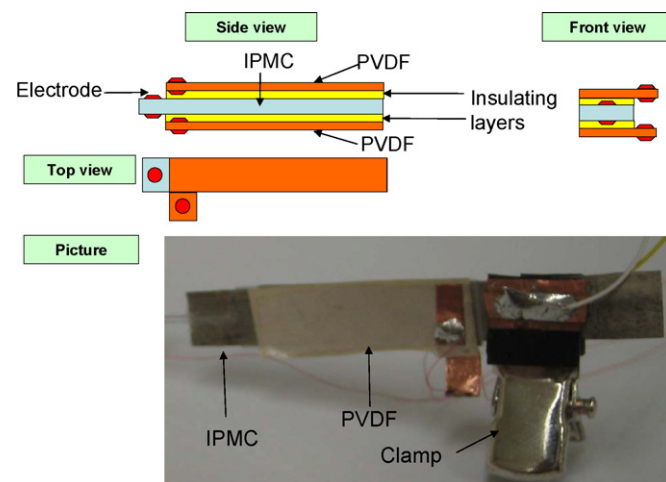 Side view
Front view
IPMC
PVDF
Electrode
Insulating
layers
PVDF
Top view
Picture
IPMC
PVDF
Clamp